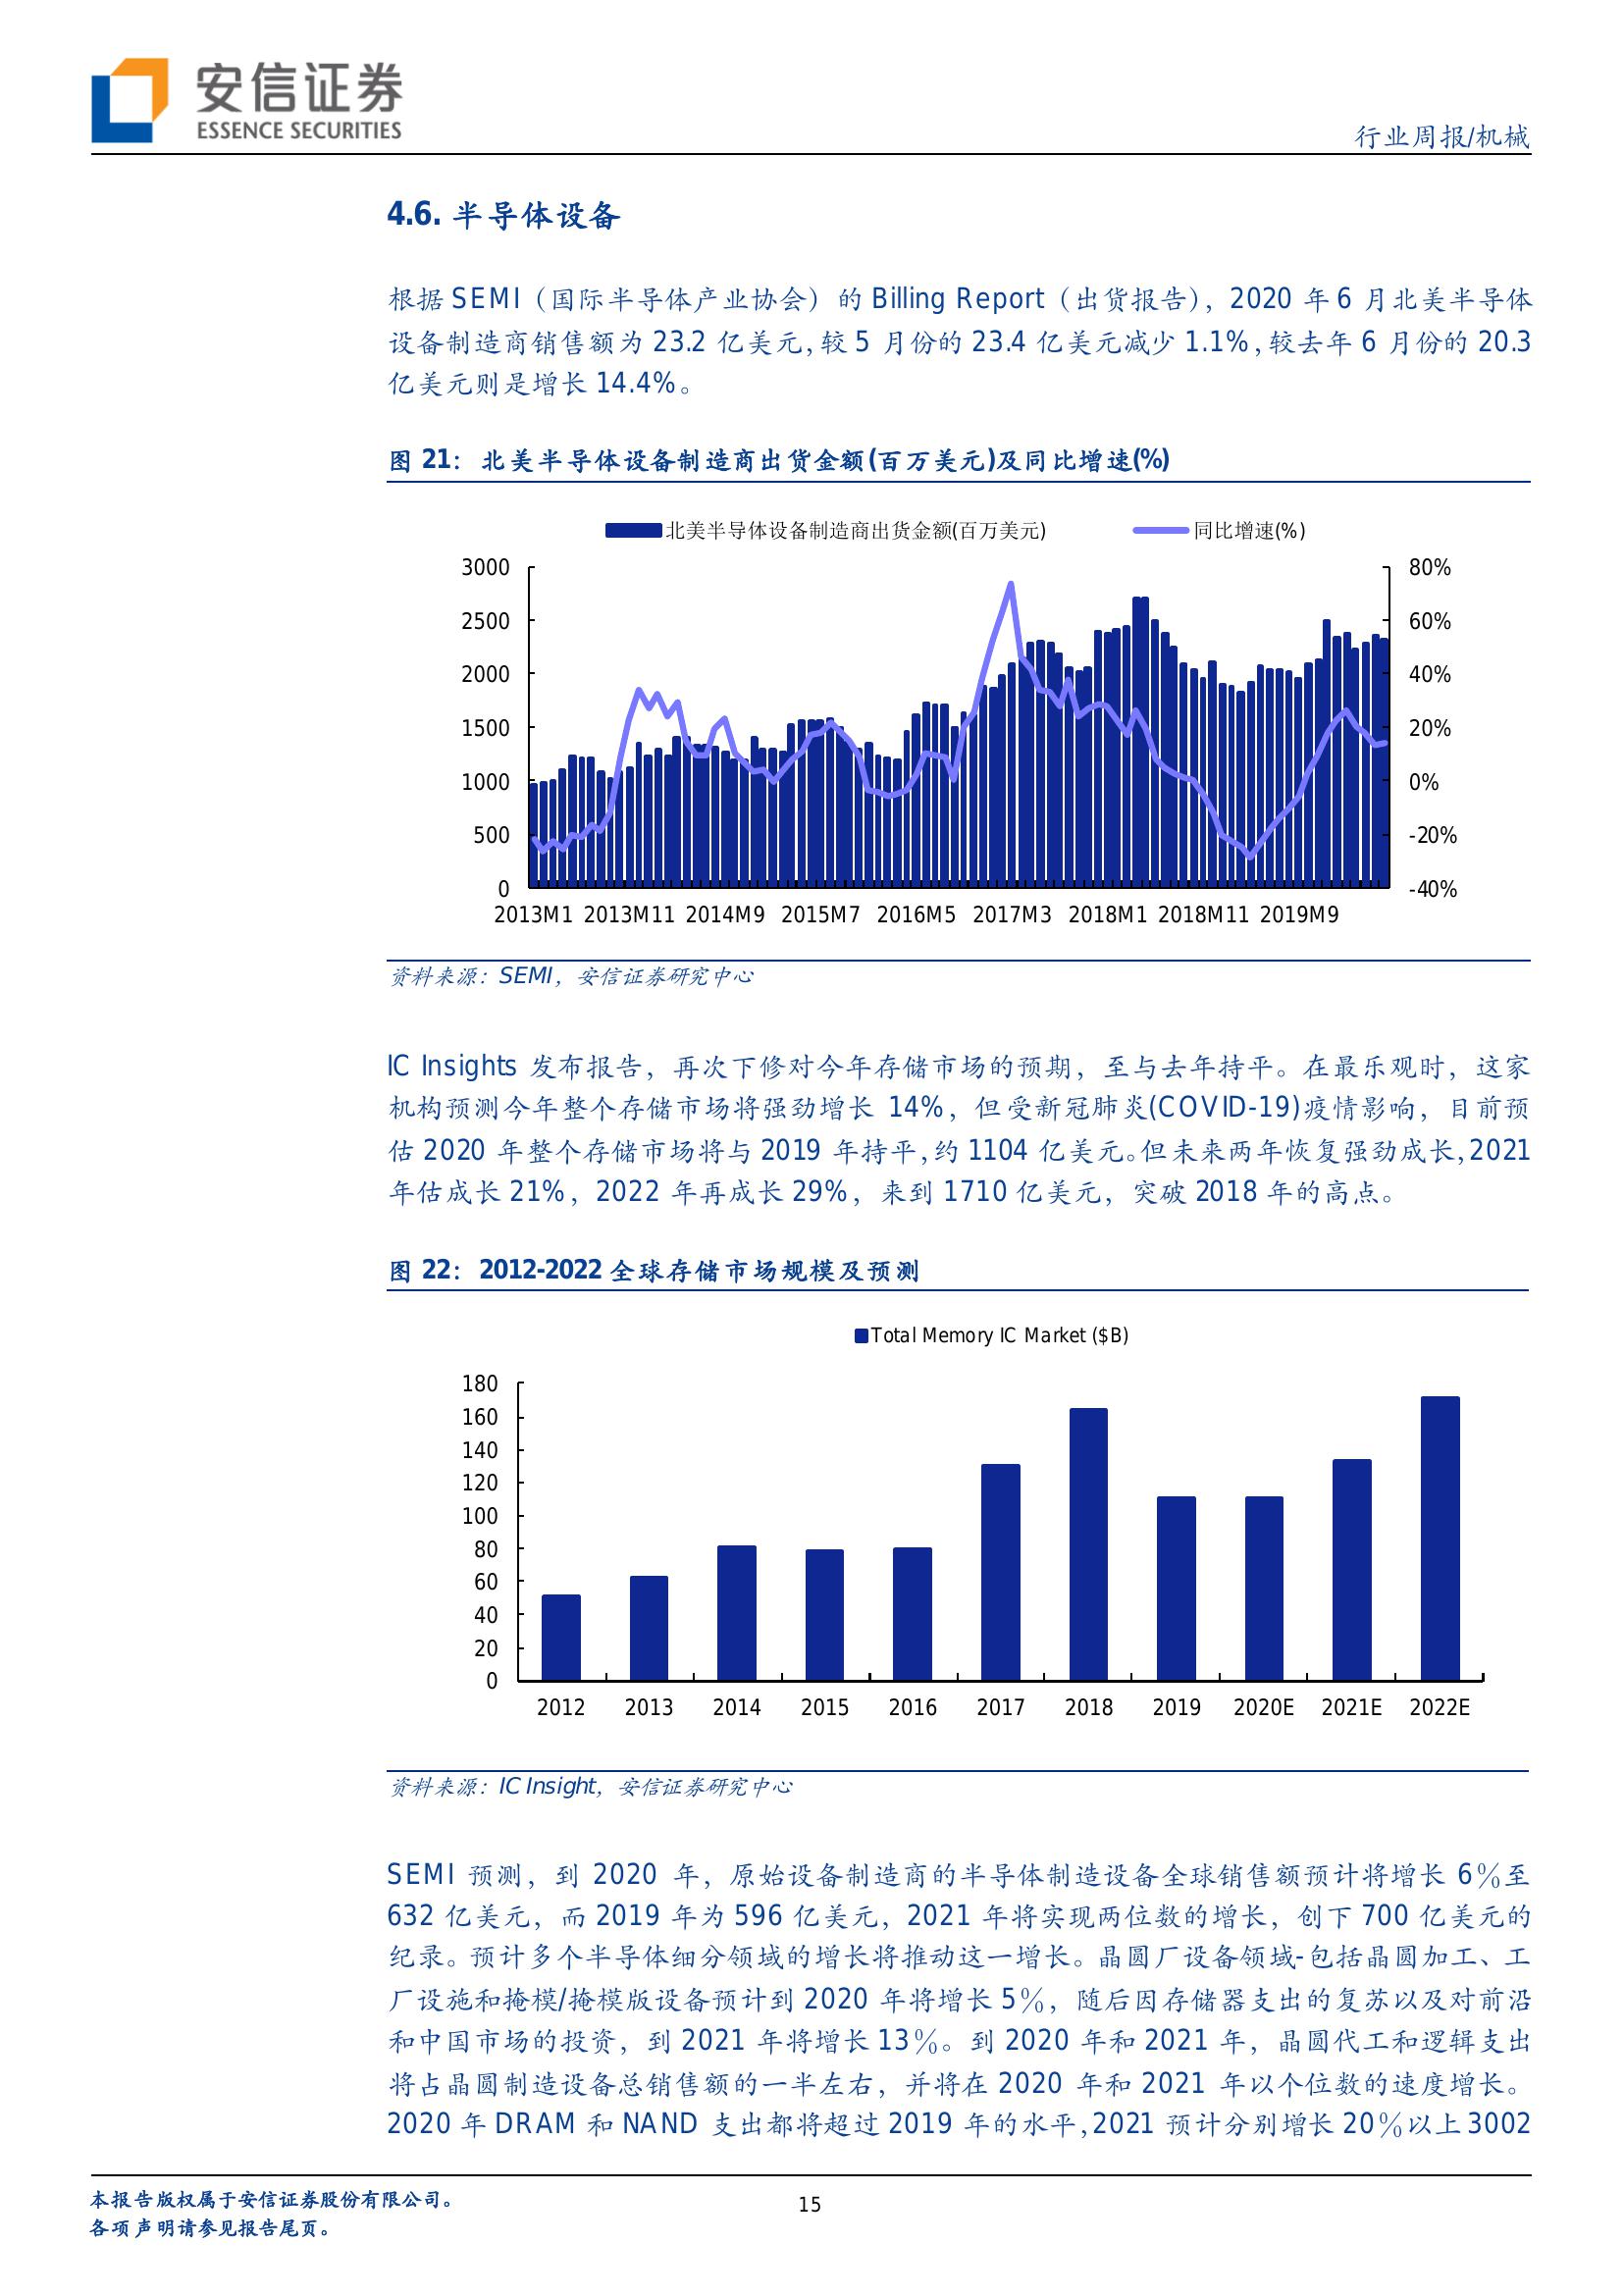 安信证券
ESSENCE SECURITIES
行业周报/机械
4.6. 半导体设备
根据 SEMI（国际半导体产业协会）的 Billing Report（出货报告），2020 年 6 月北美半导体
设备制造商销售额为 23.2 亿美元,较 5 月份的 23.4 亿美元减少 1.1%,较去年 6 月份的 20.3
亿美元则是增长 14.4%。
图 21：北美半导体设备制造商出货金额(百万美元)及同比增速(%)
北美半导体设备制造商出货金额(百万美元) 同比增速(%)
3000 80%
2500 60%
2000 40%
1500 20%
1000 0%
500 -20%
0 -40%
2013M1 2013M11 2014M9 2015M7 2016M5 2017M3 2018M1 2018M11 2019M9
资料来源：SEMI，安信证券研究中心
IC Insights 发布报告，再次下修对今年存储市场的预期，至与去年持平。在最乐观时，这家
机构预测今年整个存储市场将强劲增长 14%，但受新冠肺炎(COVID-19)疫情影响，目前预
估 2020 年整个存储市场将与 2019 年持平,约 1104 亿美元。但未来两年恢复强劲成长,2021
年估成长 21%，2022 年再成长 29%，来到 1710 亿美元，突破 2018 年的高点。
图 22：2012-2022 全球存储市场规模及预测
Total Memory IC Market ($B)
180
160
140
120
100
80
60
40
20
0
2012 2013 2014 2015 2016 2017 2018 2019 2020E 2021E 2022E
资料来源：IC Insight，安信证券研究中心
SEMI 预测，到 2020 年，原始设备制造商的半导体制造设备全球销售额预计将增长 6％至
632 亿美元，而 2019 年为 596 亿美元，2021 年将实现两位数的增长，创下 700 亿美元的
纪录。预计多个半导体细分领域的增长将推动这一增长。晶圆厂设备领域-包括晶圆加工、工
厂设施和掩模/掩模版设备预计到 2020 年将增长 5％，随后因存储器支出的复苏以及对前沿
和中国市场的投资，到 2021 年将增长 13％。到 2020 年和 2021 年，晶圆代工和逻辑支出
将占晶圆制造设备总销售额的一半左右，并将在 2020 年和 2021 年以个位数的速度增长。
2020 年 DRAM 和 NAND 支出都将超过 2019 年的水平,2021 预计分别增长 20％以上 3002
本报告版权属于安信证券股份有限公司。
15
各项声明请参见报告尾页。